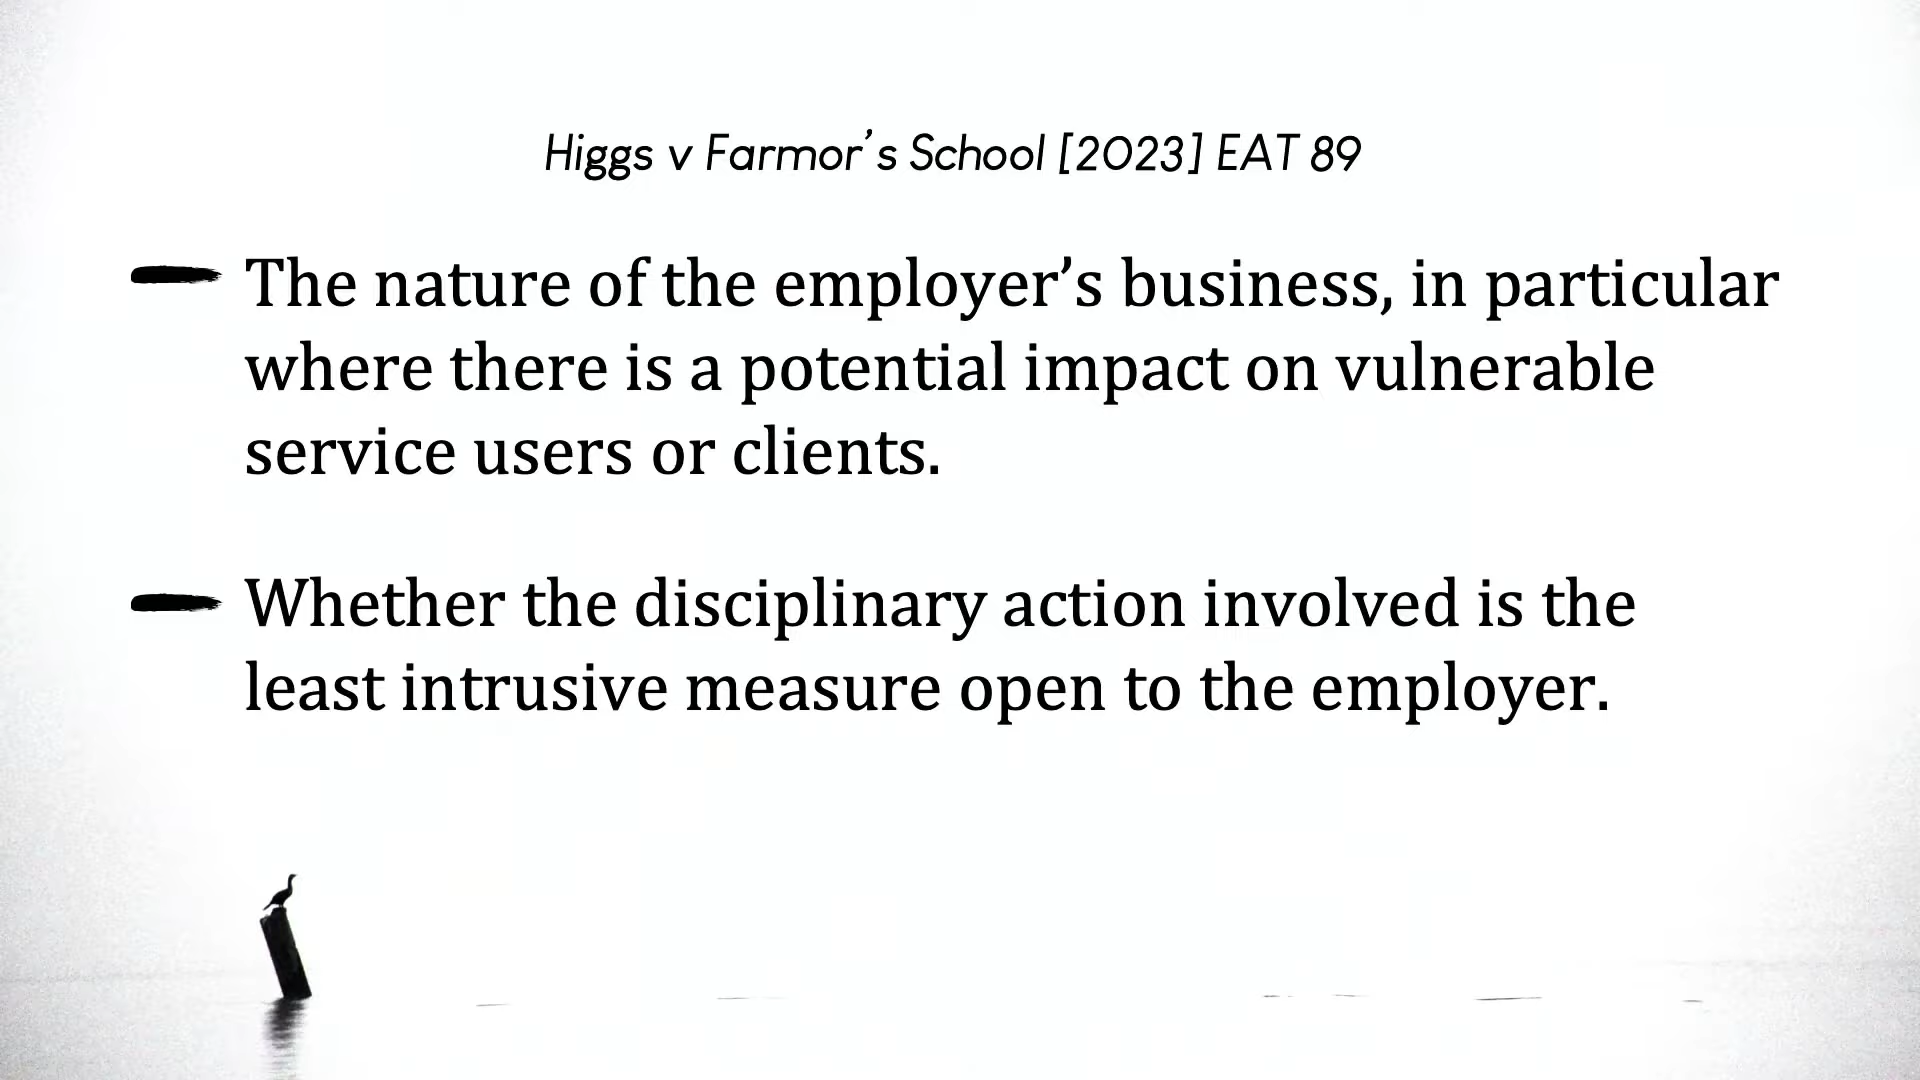 Higgs v Farmor’s School [2023] EAT 89
The nature of the employer’s business, in particular
where there is a potential impact on vulnerable
service users or clients.
Whether the disciplinary action involved is the
least intrusive measure open to the employer.